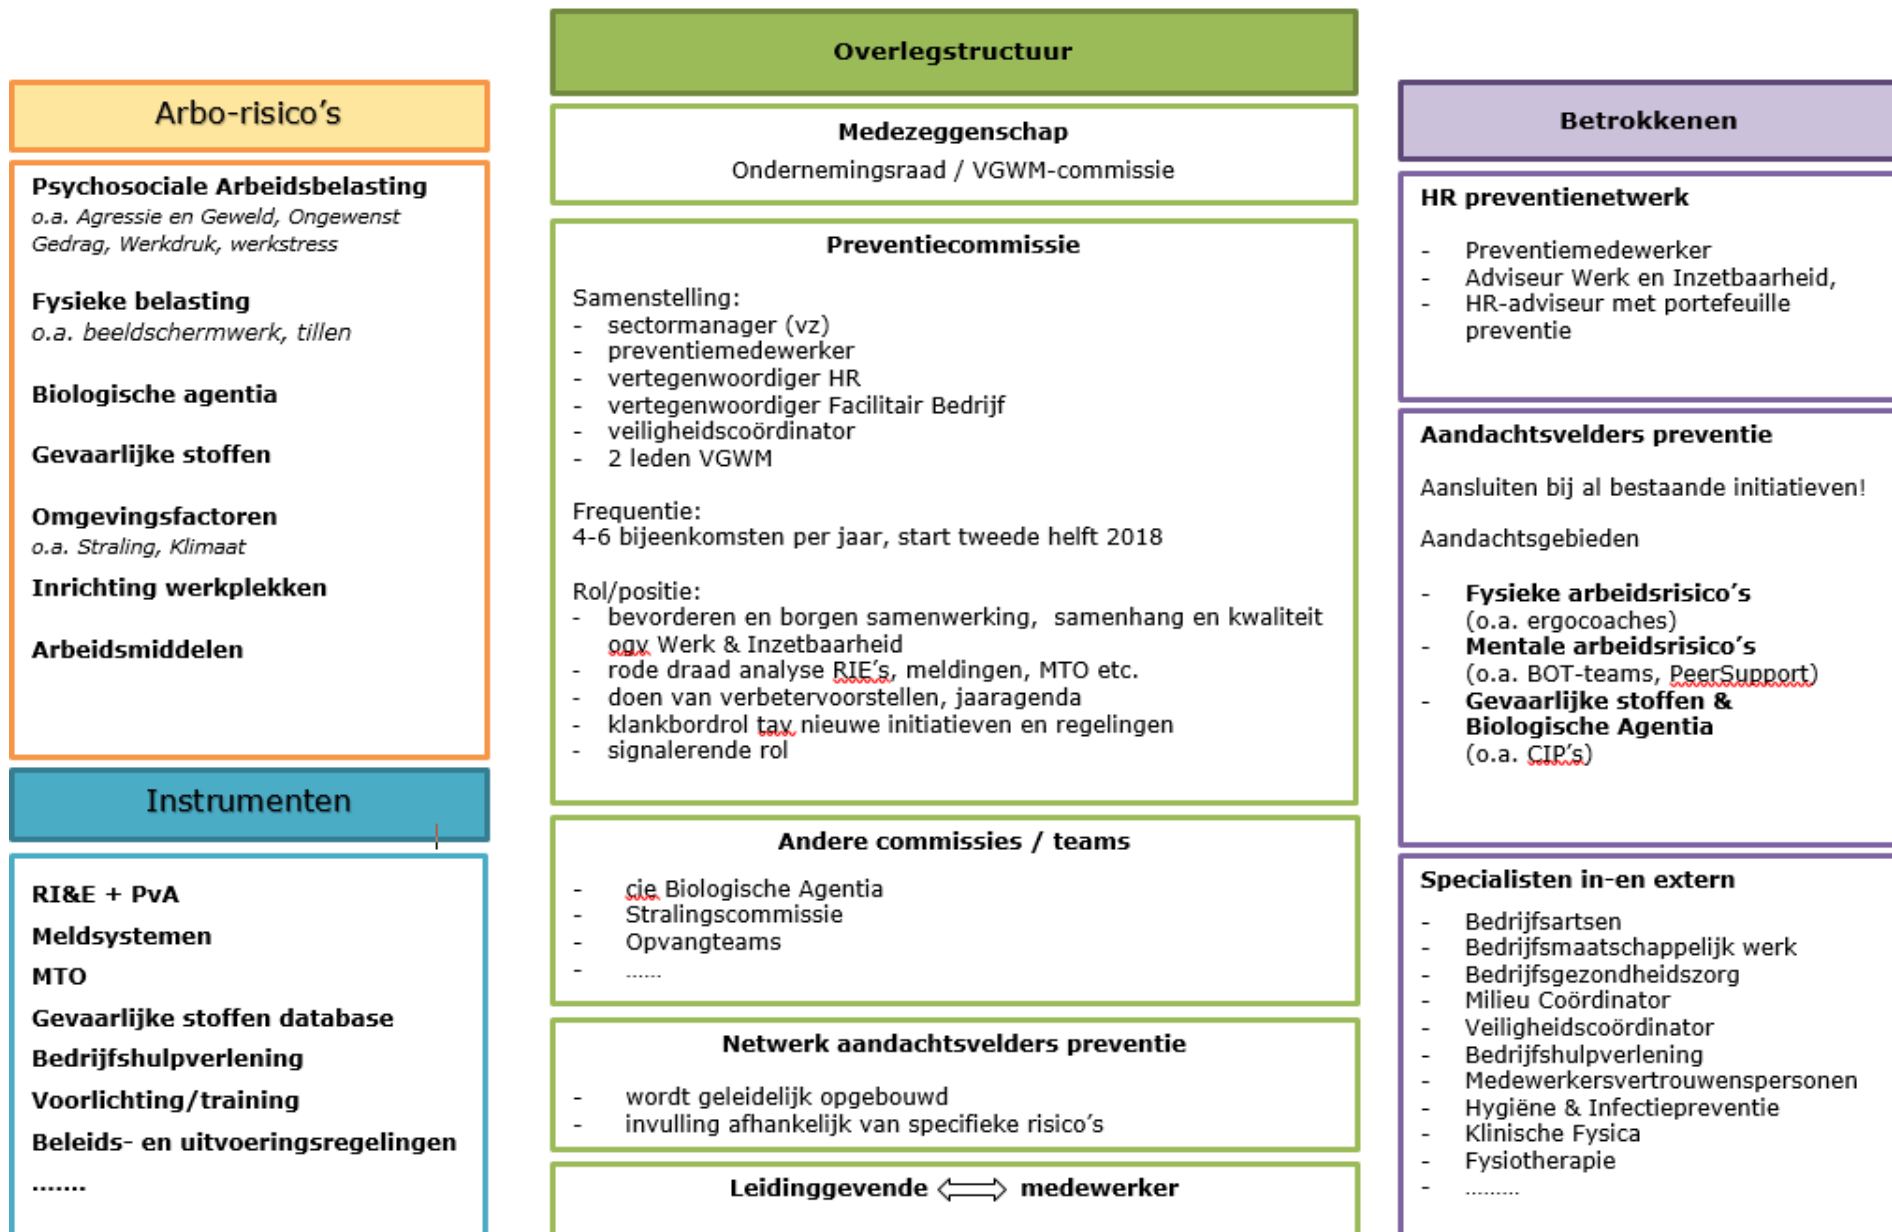 Arbo-risico’s
Psychosociale Arbeidsbelasting
o.a. Agressie en Geweld, Ongewenst
Gedrag, Werkdruk, werkstress
Fysieke belasting
o.a. beeldschermwerk, tillen
Biologische agentia
Gevaarlijke stoffen
Omgevingsfactoren
o.a. Straling, Klimaat
Inrichting werkplekken
Arbeidsmiddelen
Instrumenten
RI&E + PvA
Meldsystemen
MTO
Gevaarlijke stoffen database
Bedrijfshulpverlening
Voorlichting/training
Beleids- en uitvoeringsregelingen
.......
Overlegstructuur
Medezeggenschap
Ondernemingsraad / VGWM-commissie
Preventiecommissie
Samenstelling:
- sectormanager (vz)
- preventiemedewerker
- vertegenwoordiger HR
- vertegenwoordiger Facilitair Bedrijf
- veiligheidscoördinator
- 2 leden VGWM
Frequentie:
4-6 bijeenkomsten per jaar, start tweede helft 2018
Rol/positie:
- bevorderen en borgen samenwerking, samenhang en kwaliteit
ogv Werk & Inzetbaarheid
- rode draad analyse RIE’s, meldingen, MTO etc.
- doen van verbetervoorstellen, jaaragenda
- klankbordrol tav nieuwe initiatieven en regelingen
- signalerende rol
Andere commissies / teams
- cie Biologische Agentia
- Stralingscommissie
- Opvangteams
- ......
Netwerk aandachtsvelders preventie
- wordt geleidelijk opgebouwd
- invulling afhankelijk van specifieke risico’s
Leidinggevende ⟺ medewerker
Betrokkenen
HR preventienetwerk
- Preventiemedewerker
- Adviseur Werk en Inzetbaarheid,
- HR-adviseur met portefeuille
preventie
Aandachtsvelders preventie
Aansluiten bij al bestaande initiatieven!
Aandachtsgebieden
- Fysieke arbeidsrisico’s
(o.a. ergocoaches)
- Mentale arbeidsrisico’s
(o.a. BOT-teams, PeerSupport)
- Gevaarlijke stoffen &
Biologische Agentia
(o.a. CIP’s)
Specialisten in-en extern
- Bedrijfsartsen
- Bedrijfsmaatschappelijk werk
- Bedrijfsgezondheidszorg
- Milieu Coördinator
- Veiligheidscoördinator
- Bedrijfshulpverlening
- Medewerkersvertrouwenspersonen
- Hygiëne & Infectiepreventie
- Klinische Fysica
- Fysiotherapie
- .........